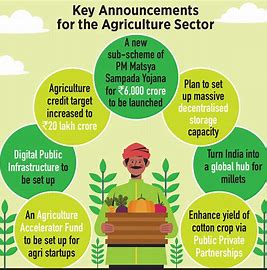 Key Announcements
for the Agriculture Sector
A new
sub-scheme of
PM Matsya
Sampada Yojana
for ₹6,000 crore
to be launched
Agriculture
credit target
increased to
₹20 lakh crore
Plan to set
up massive
decentralised
storage
capacity
Digital Public
Infrastructure to
be set up
Turn India into
a global hub for
millets
An Agriculture
Accelerator Fund
to be set up for
agri startups
Enhance yield of
cotton crop via
Public Private
Partnerships